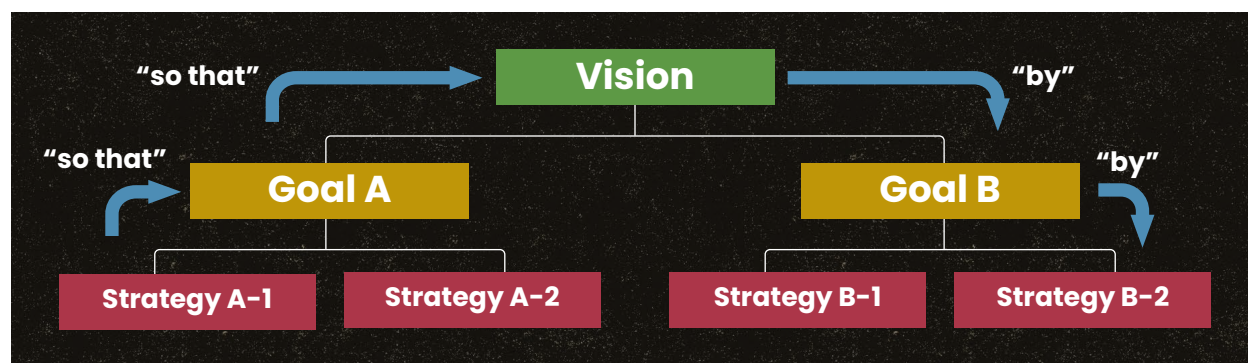 “so that”
Vision
“by”
“so that”
Goal A
Goal B
“by”
Strategy A-1
Strategy A-2
Strategy B-1
Strategy B-2